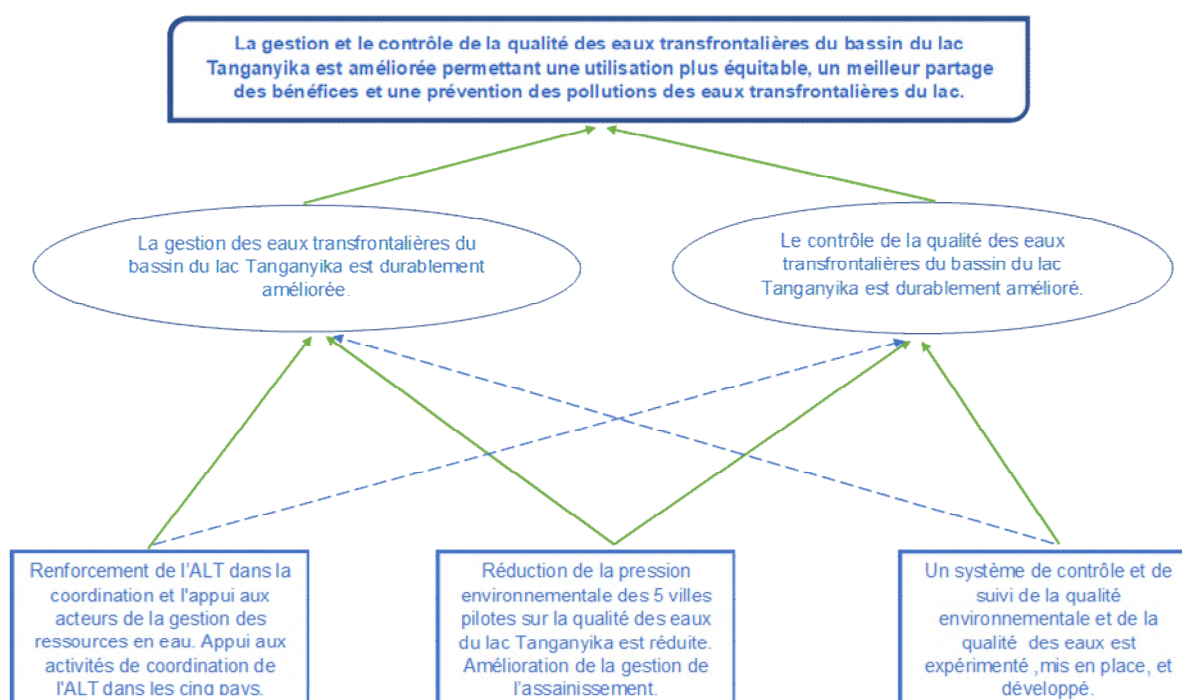 La gestion et le contrôle de la qualité des eaux transfrontalières du bassin du lac
Tanganyika est améliorée permettant une utilisation plus équitable, un meilleur partage
des bénéfices et une prévention des pollutions des eaux transfrontalières du lac.
La gestion des eaux transfrontalières du
bassin du lac Tanganyika est durablement
améliorée.
Le contrôle de la qualité des eaux
transfrontalières du bassin du lac
Tanganyika est durablement amélioré.
Renforcement de l'ALT dans la
coordination et l'appui aux
acteurs de la gestion des
ressources en eau. Appui aux
activités de coordination de
l'ALT dans les cinq pays.
Réduction de la pression
environnementale des 5 villes
pilotes sur la qualité des eaux
du lac Tanganyika est réduite.
Amélioration de la gestion de
l'assainissement.
Un système de contrôle et de
suivi de la qualité
environnementale et de la
qualité des eaux est
expérimenté ,mis en place, et
développé.